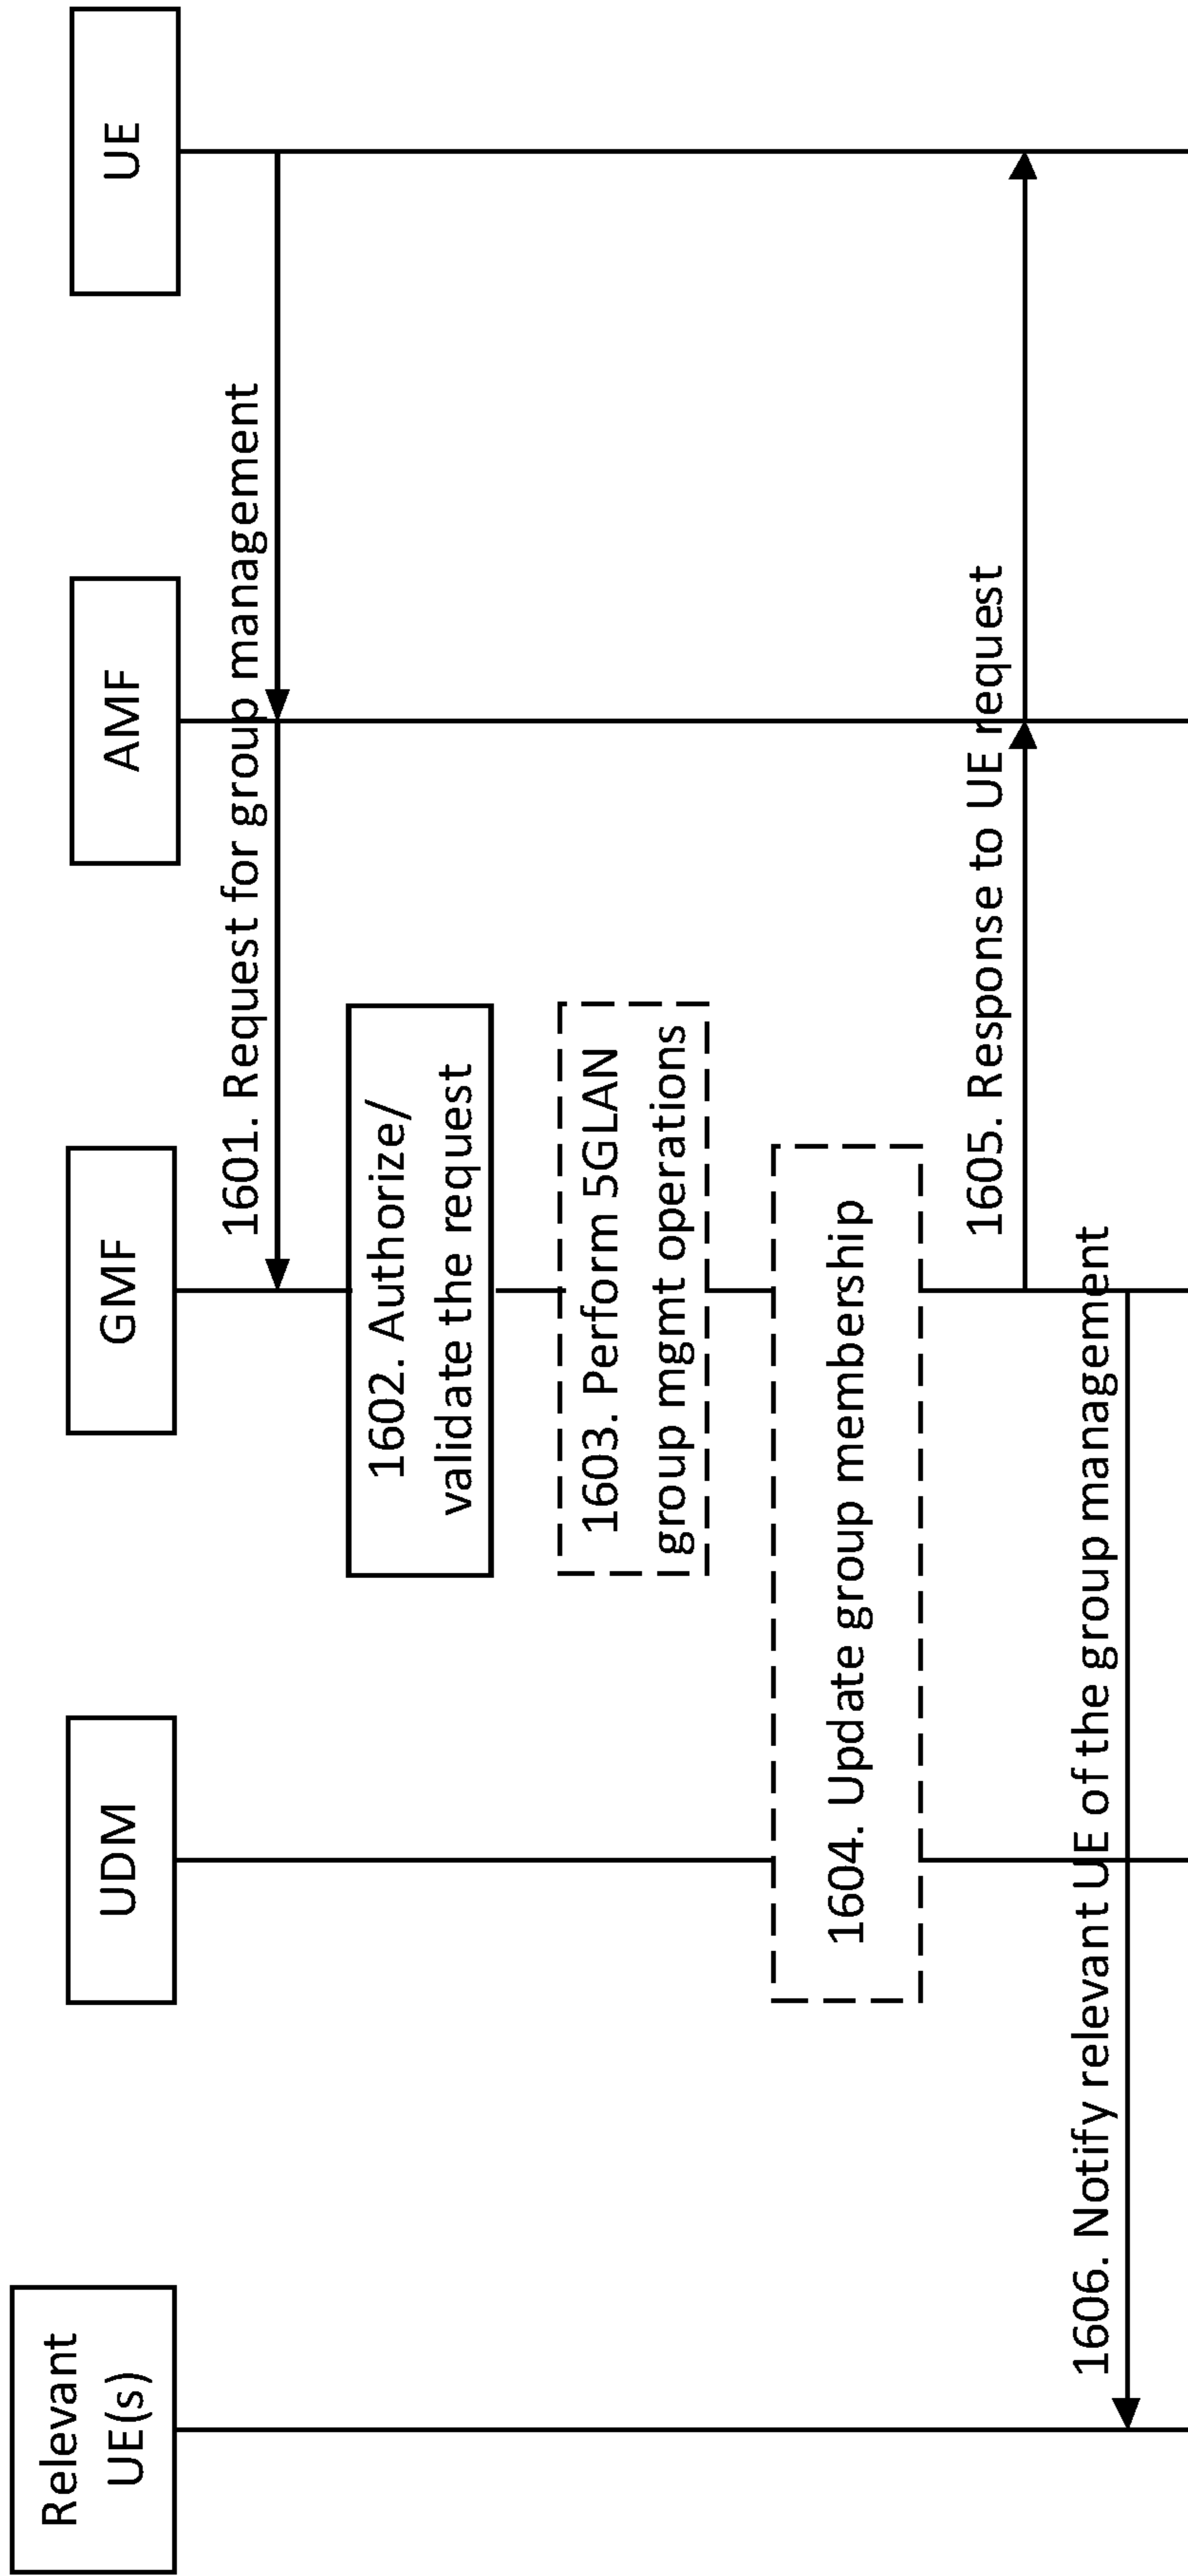 Relevant
UE(s)
UDM
GMF
AMF
UE
1601. Request for group management
1602. Authorize/
validate the request
1603. Perform 5GLAN
group mgmt operations
1604. Update group membership
1605. Response to UE request
1606. Notify relevant UE of the group management